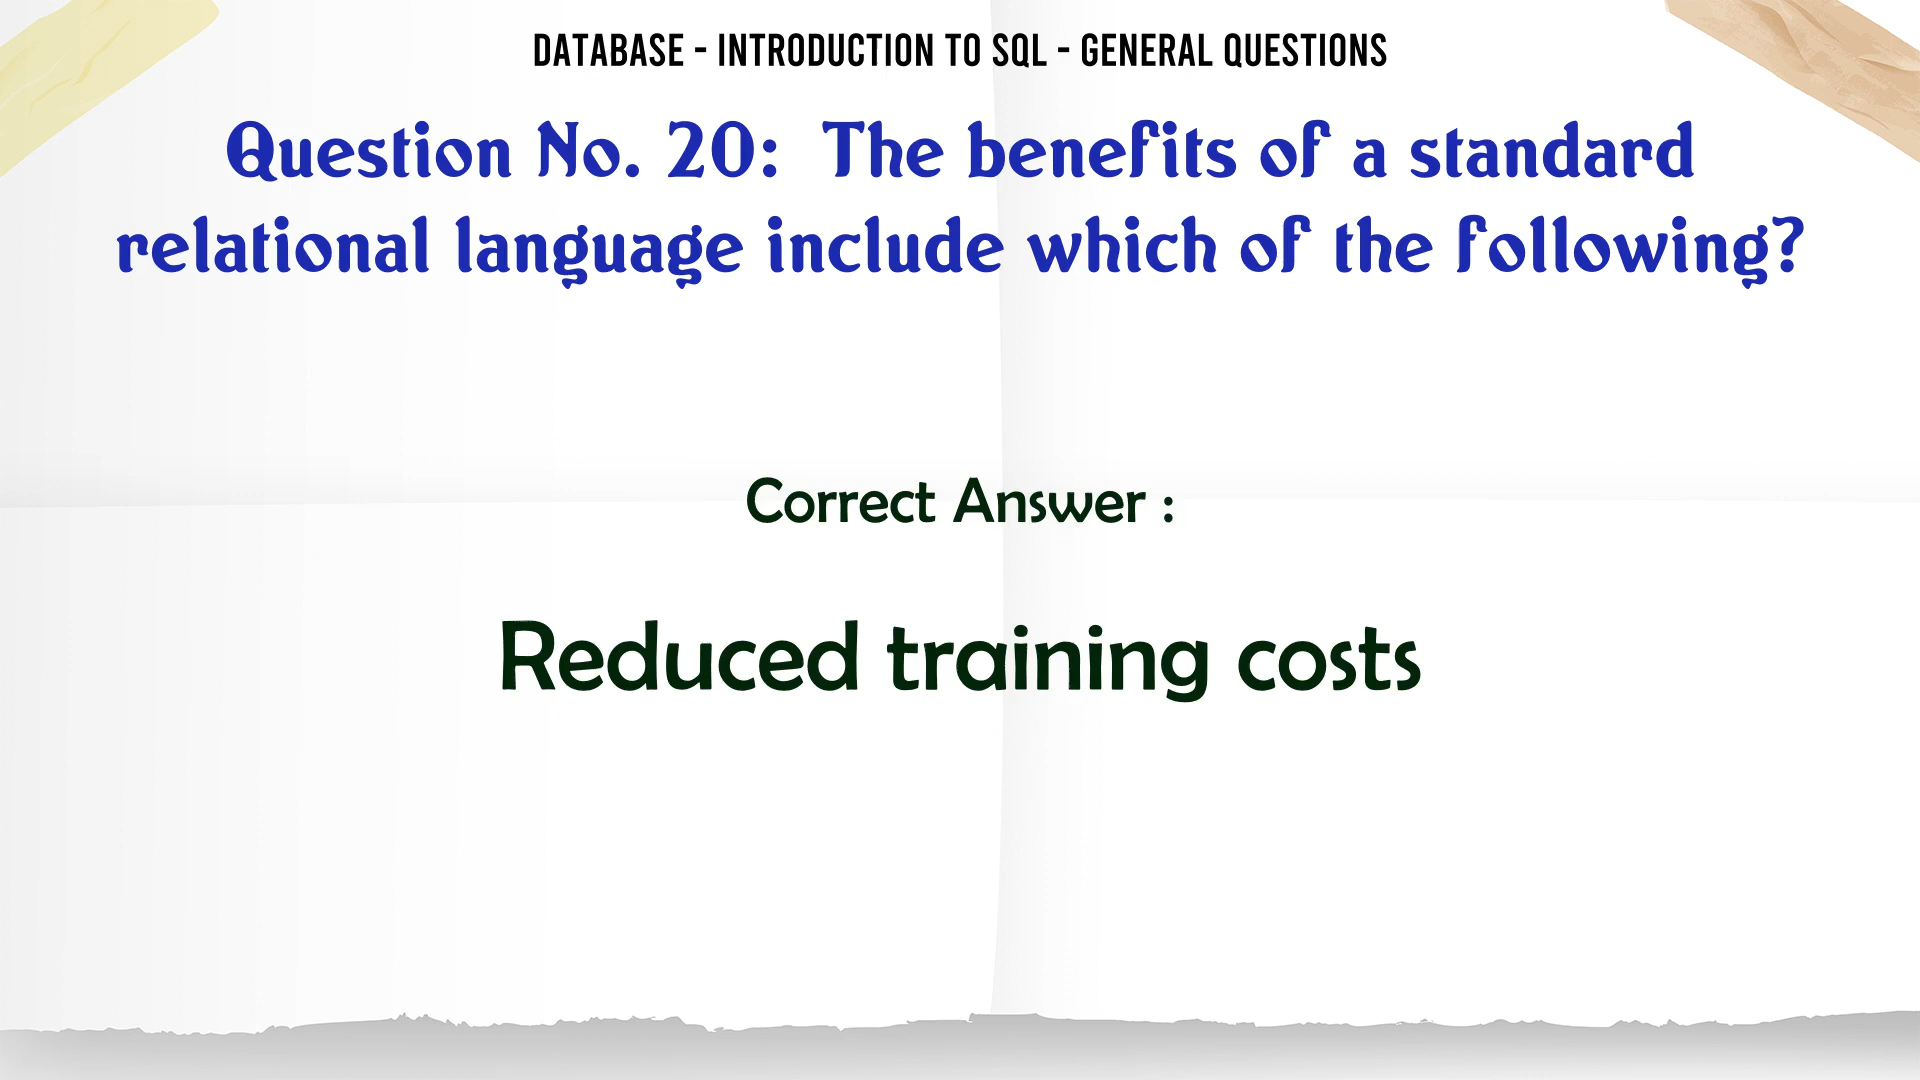 DATABASE - INTRODUCTION TO SQL - GENERAL QUESTIONS
Question No. 20:  The benefits of a standard
relational language include which of the following?
Correct Answer :
Reduced training costs